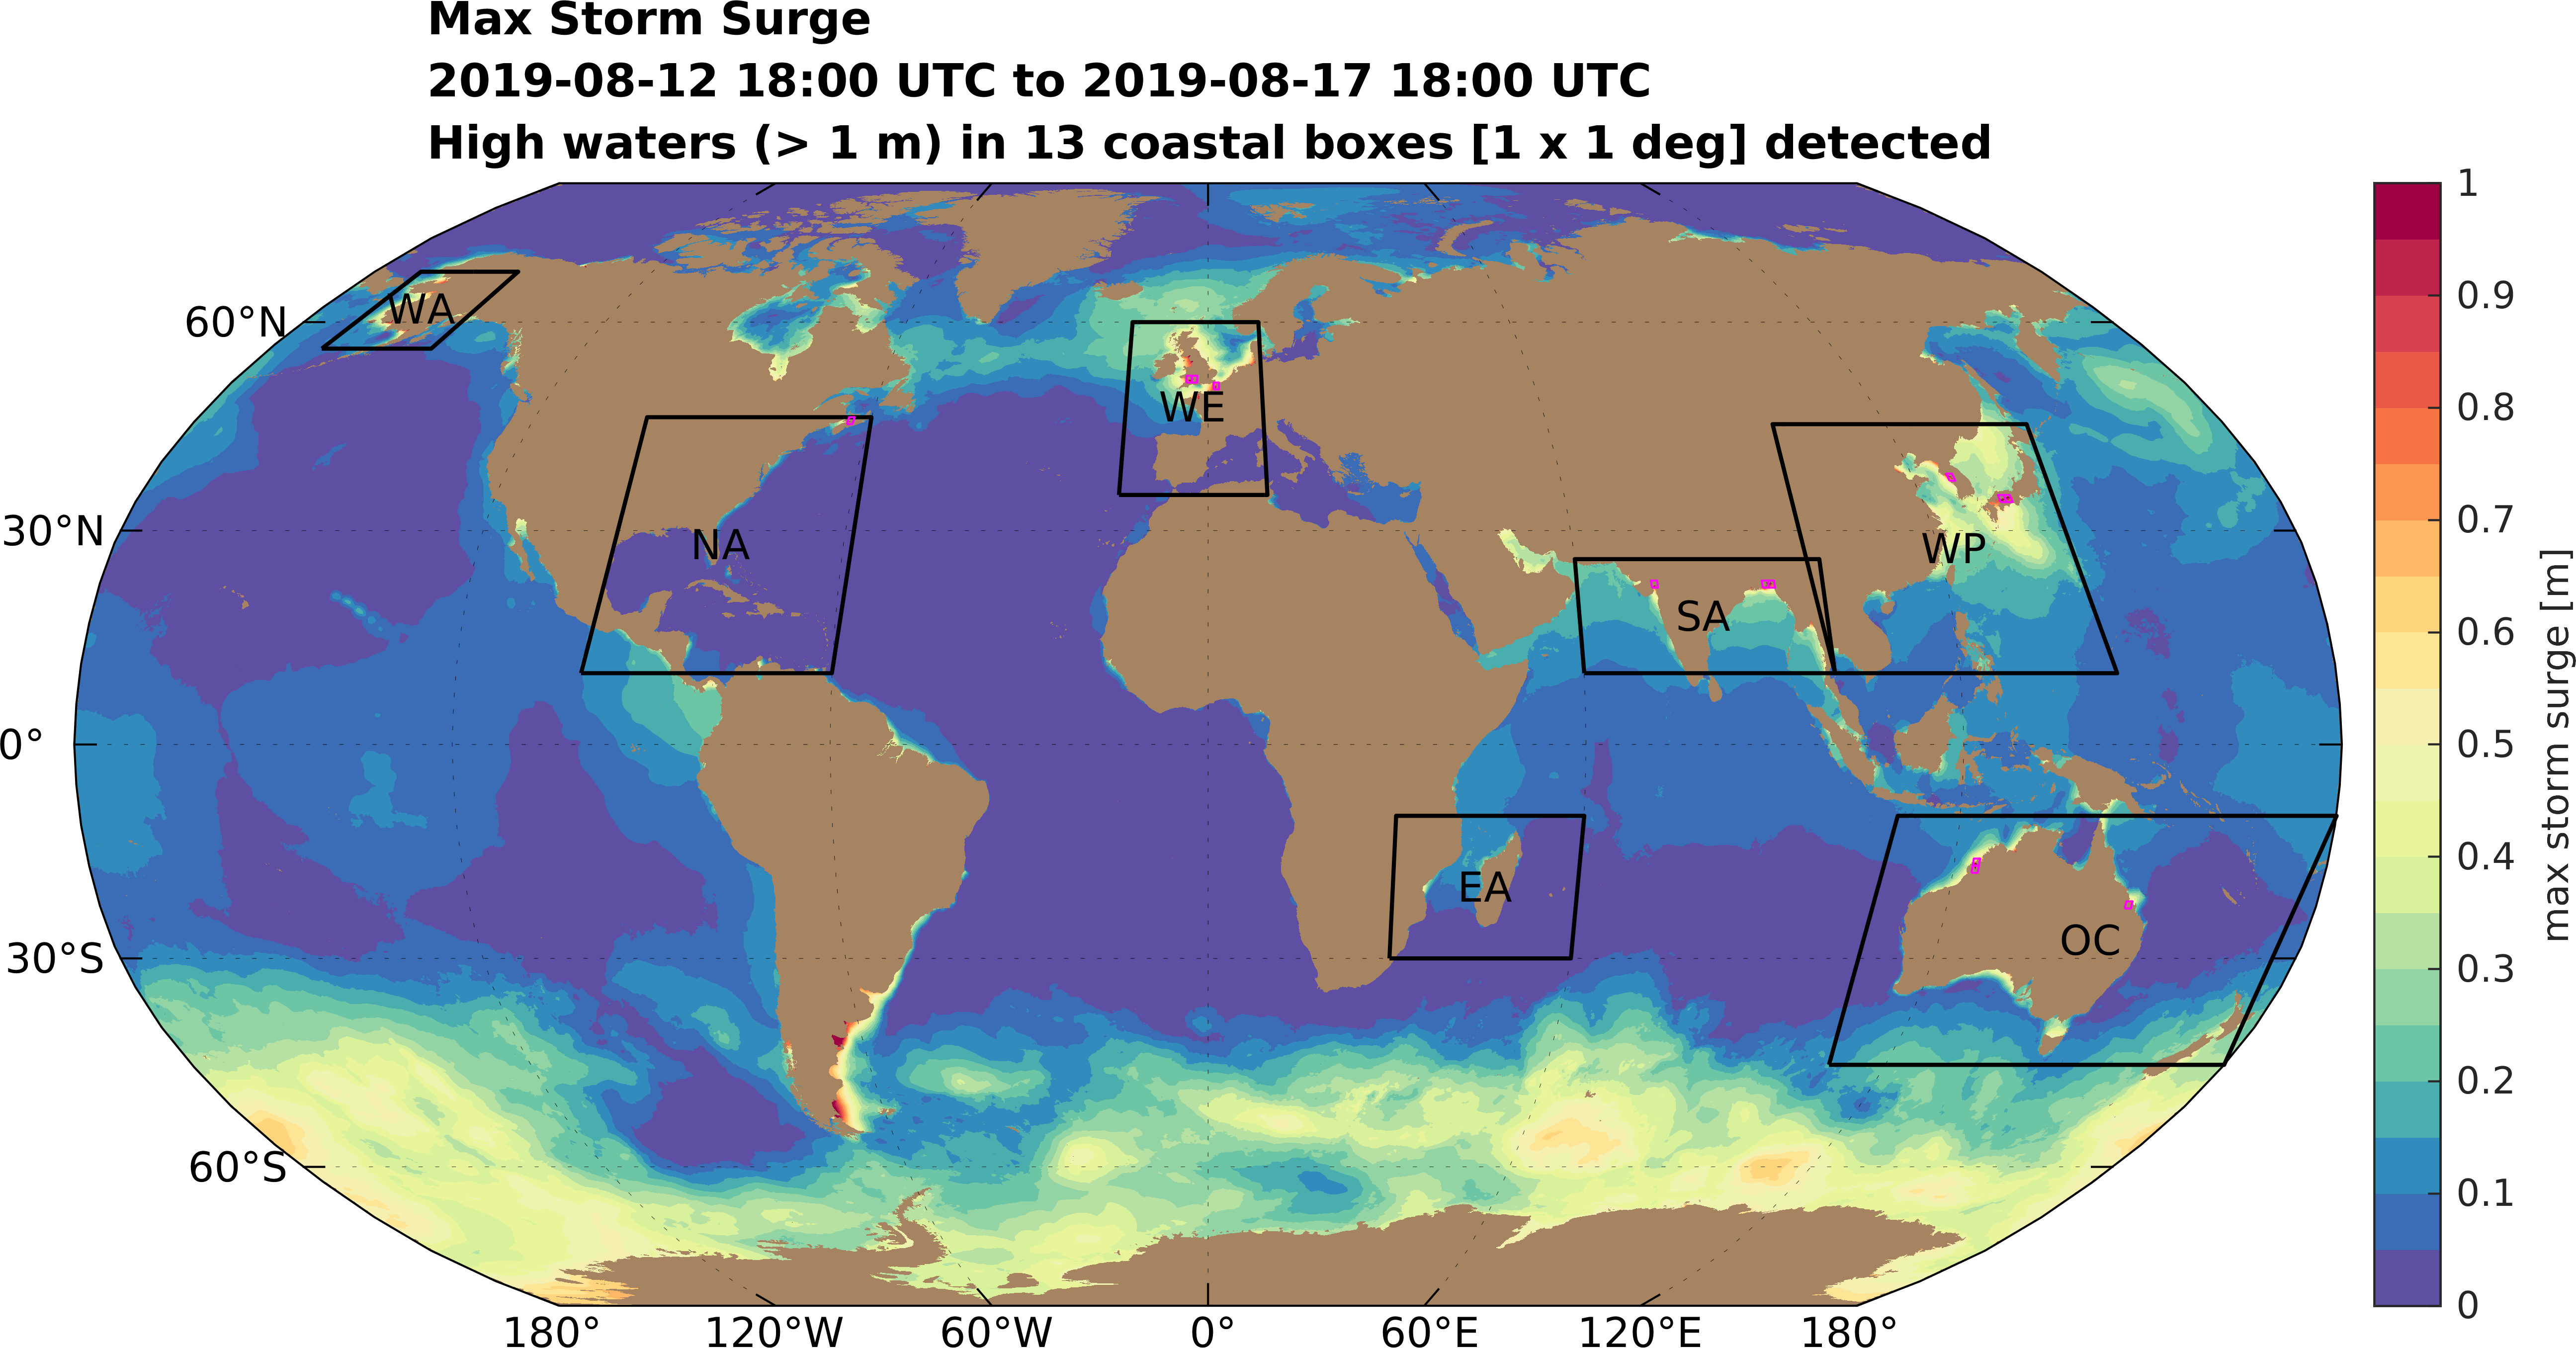 Max Storm Surge
2019-08-12 18:00 UTC to 2019-08-17 18:00 UTC
High waters (> 1 m) in 13 coastal boxes [1 x 1 deg] detected
60°N
30°N
0°
30°S
60°S
WA
NA
WE
SA
WP
EA
OC
180°
120°W
60°W
0°
60°E
120°E
180°
1
0.9
0.8
0.7
0.6
0.5
0.4
0.3
0.2
0.1
0
max storm surge [m]